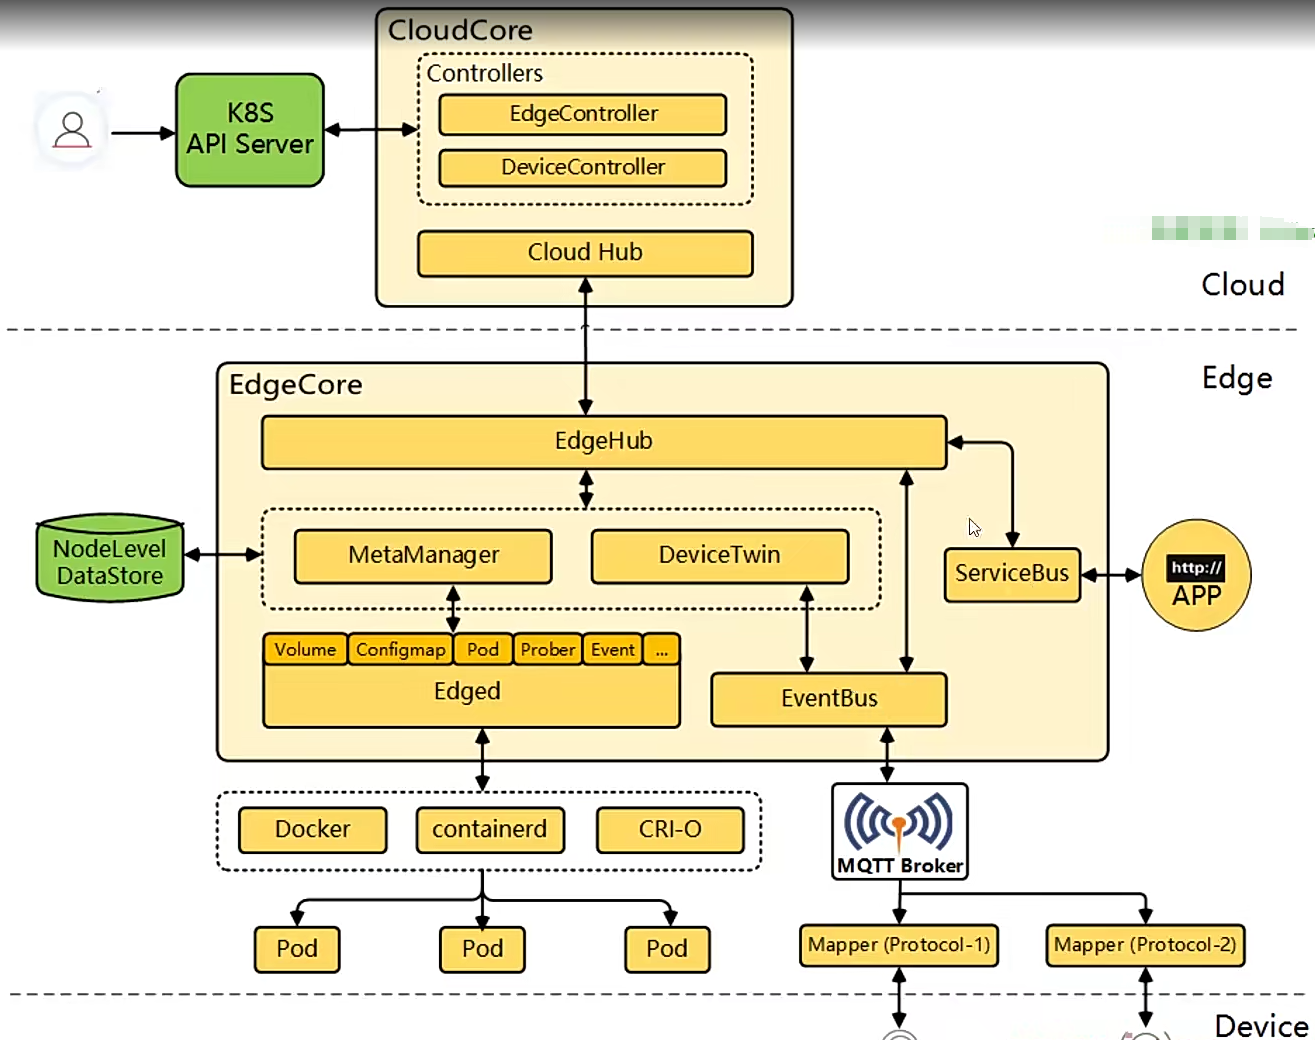 CloudCore
Controllers
EdgeController
DeviceController
K8S
API Server
Cloud Hub
Cloud
Edge
EdgeCore
EdgeHub
MetaManager
DeviceTwin
NodeLevel
DataStore
ServiceBus
http://
APP
Volume
Configmap
Pod
Prober
Event
...
Edged
EventBus
Docker
containerd
CRI-O
MQTT Broker
Pod
Pod
Pod
Mapper (Protocol-1)
Mapper (Protocol-2)
Device